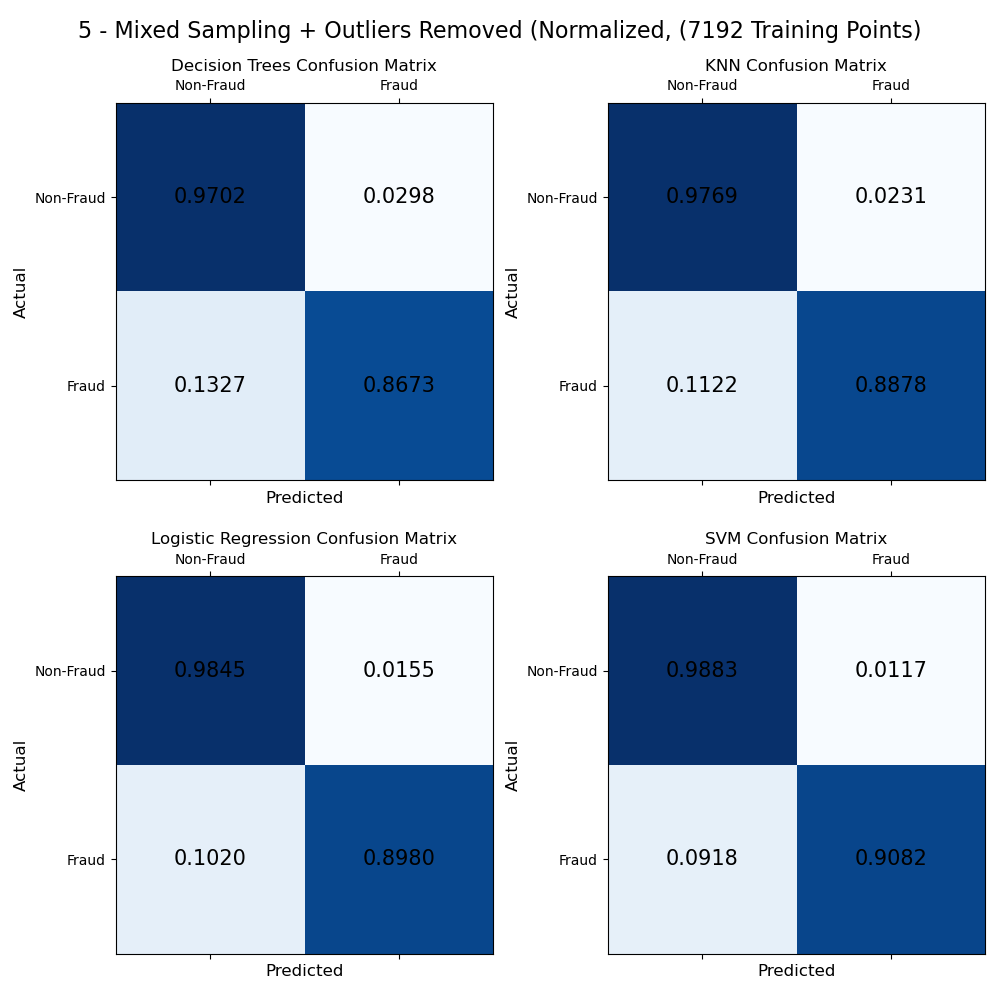 5 - Mixed Sampling + Outliers Removed (Normalized, (7192 Training Points)
Decision Trees Confusion Matrix
Non-Fraud Fraud
Actual
Non-Fraud 0.9702 0.0298
Fraud 0.1327 0.8673
Predicted
KNN Confusion Matrix
Non-Fraud Fraud
Actual
Non-Fraud 0.9769 0.0231
Fraud 0.1122 0.8878
Predicted
Logistic Regression Confusion Matrix
Non-Fraud Fraud
Actual
Non-Fraud 0.9845 0.0155
Fraud 0.1020 0.8980
Predicted
SVM Confusion Matrix
Non-Fraud Fraud
Actual
Non-Fraud 0.9883 0.0117
Fraud 0.0918 0.9082
Predicted